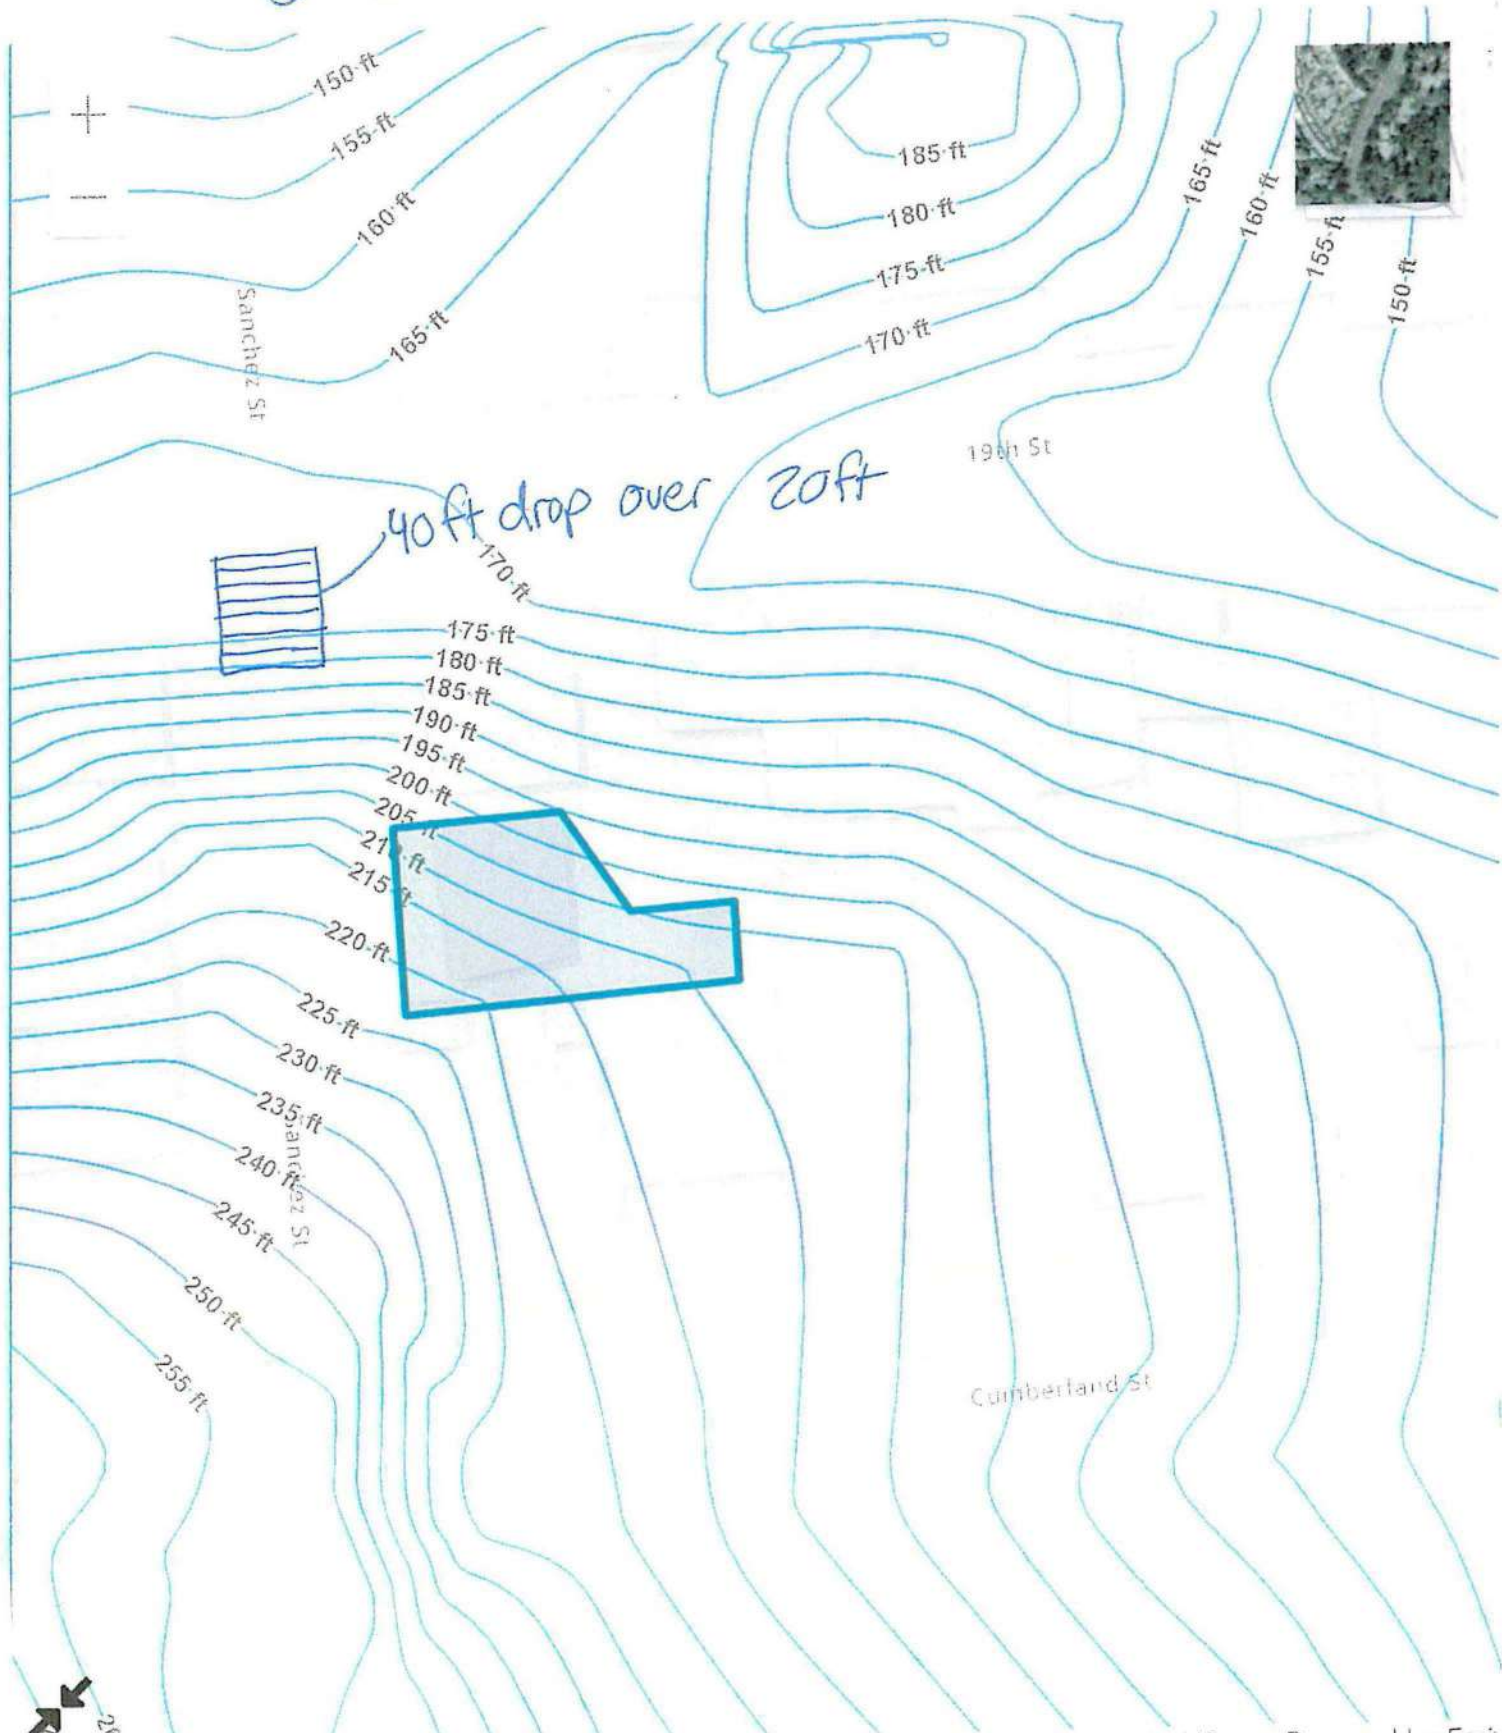 150 ft
155 ft
160 ft
165 ft
Sanchez St
185 ft
180 ft
175 ft
170 ft
165 ft
160 ft
155 ft
150 ft
19th St
40ft drop over 20ft
170 ft
175 ft
180 ft
185 ft
190 ft
195 ft
200 ft
205 ft
210 ft
215 ft
220 ft
225 ft
230 ft
235 ft
240 ft
Sanchez St
245 ft
250 ft
255 ft
Cumberland St